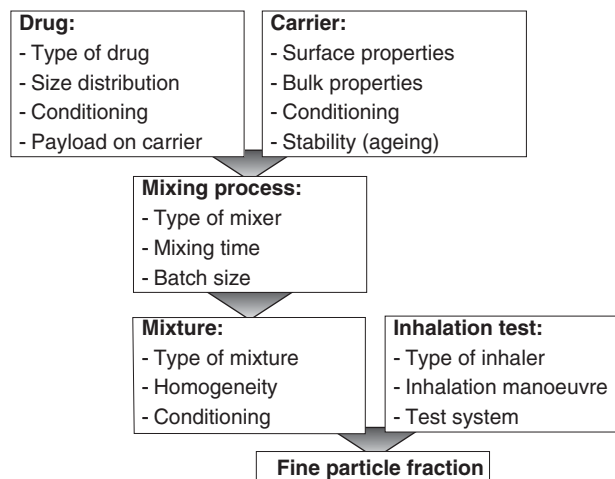 Drug:
- Type of drug
- Size distribution
- Conditioning
- Payload on carrier
Carrier:
- Surface properties
- Bulk properties
- Conditioning
- Stability (ageing)
Mixing process:
- Type of mixer
- Mixing time
- Batch size
Mixture:
- Type of mixture
- Homogeneity
- Conditioning
Inhalation test:
- Type of inhaler
- Inhalation manoeuvre
- Test system
Fine particle fraction